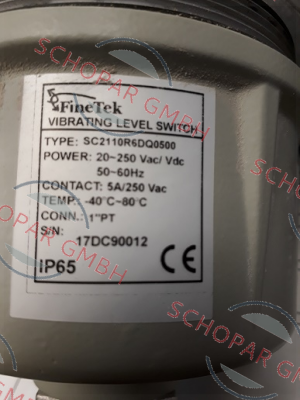 FineTek
VIBRATING LEVEL SWITCH
TYPE: SC2110R6DQ0500
POWER: 20~250 Vac/ Vdc
50~60Hz
CONTACT: 5A/250 Vac
TEMP.: -40°C~80°C
CONN.: 1"PT
S/N: 17DC90012
IP65 CE
SCHOPAR GMBH
SCHOPAR GMBH
SCHOPAR GMBH